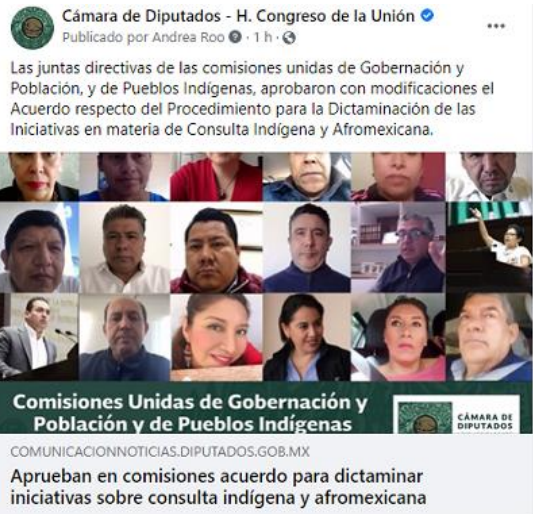 Cámara de Diputados - H. Congreso de la Unión
Publicado por Andrea Roo · 1 h ·
Las juntas directivas de las comisiones unidas de Gobernación y
Población, y de Pueblos Indígenas, aprobaron con modificaciones el
Acuerdo respecto del Procedimiento para la Dictaminación de las
Iniciativas en materia de Consulta Indígena y Afromexicana.
Comisiones Unidas de Gobernación y
Población y de Pueblos Indígenas
CÁMARA DE
DIPUTADOS
COMUNICACIONNOTICIAS.DIPUTADOS.GOB.MX
Aprueban en comisiones acuerdo para dictaminar
iniciativas sobre consulta indígena y afromexicana